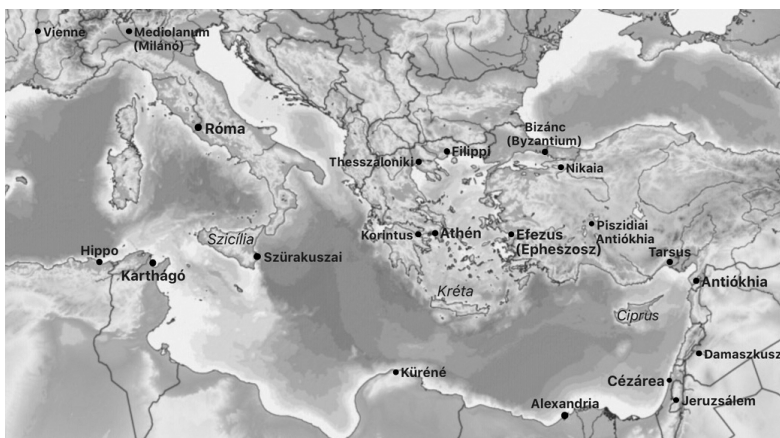 Vienne
Mediolanum
(Milánó)
Róma
Bizánc
(Byzantium)
Filippi
Thesszaloniki
Nikaia
Szicília
Korintus
Athén
Efezus
(Epheszosz)
Piszidiai
Antiókhia
Hippo
Karthágó
Szürakuszai
Tarsus
Antiókhia
Kréta
Ciprus
Damaszkusz
Küréné
Cézárea
Alexandria
Jeruzsálem